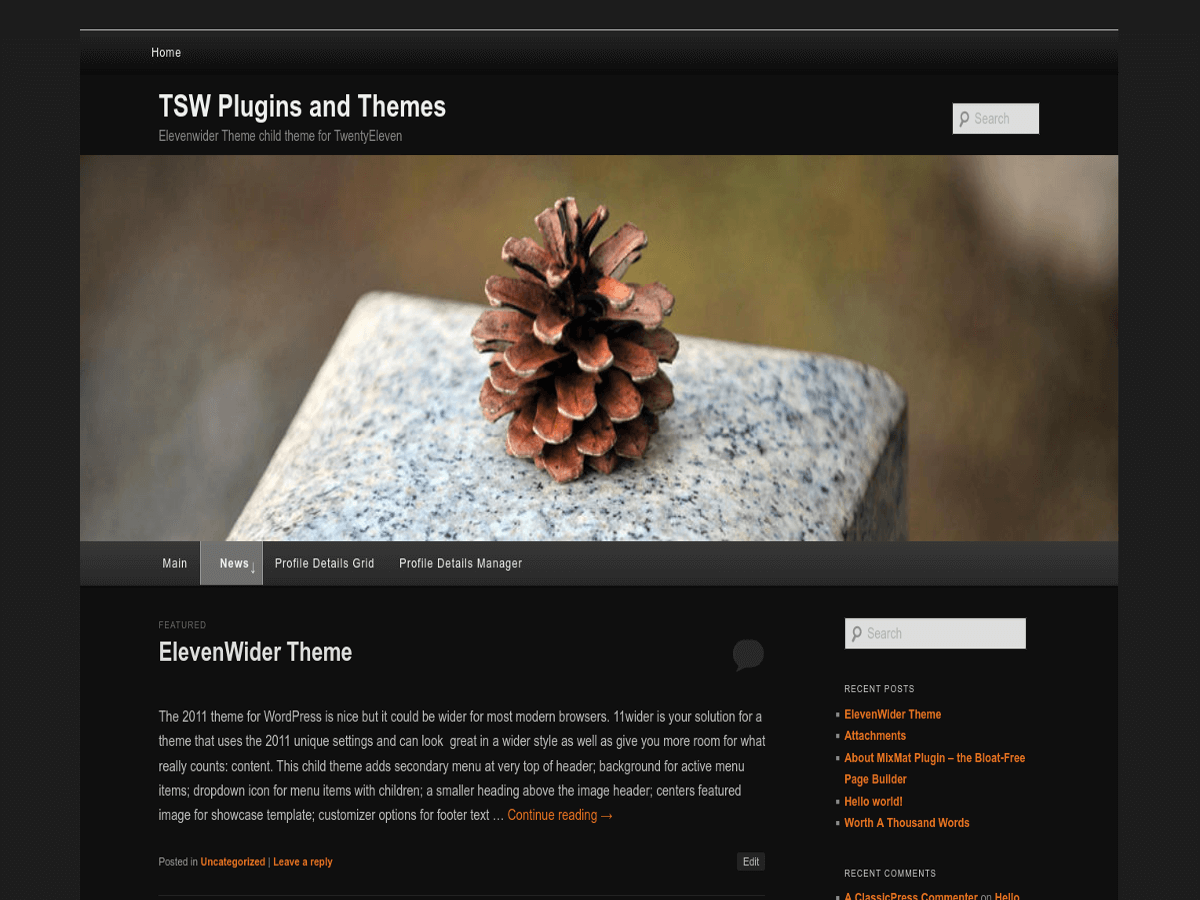 Home
TSW Plugins and Themes
Elevenwider Theme child theme for TwentyEleven
Search
Main
News ↓
Profile Details Grid
Profile Details Manager
FEATURED
ElevenWider Theme
The 2011 theme for WordPress is nice but it could be wider for most modern browsers. 11wider is your solution for a
theme that uses the 2011 unique settings and can look  great in a wider style as well as give you more room for what
really counts: content. This child theme adds secondary menu at very top of header; background for active menu
items; dropdown icon for menu items with children; a smaller heading above the image header; centers featured
image for showcase template; customizer options for footer text … Continue reading →
Posted in Uncategorized | Leave a reply
Edit
Search
RECENT POSTS
ElevenWider Theme
Attachments
About MixMat Plugin – the Bloat-Free
Page Builder
Hello world!
Worth A Thousand Words
RECENT COMMENTS
A ClassicPress Commenter on Hello